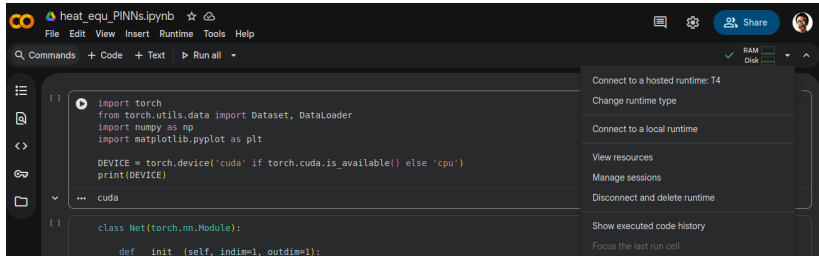 heat_equ_PINNs.ipynb
Share
File Edit View Insert Runtime Tools Help
Commands + Code + Text Run all
RAM
Disk
Connect to a hosted runtime: T4
Change runtime type
Connect to a local runtime
View resources
Manage sessions
Disconnect and delete runtime
Show executed code history
Focus the last run cell
[ ]
import torch
from torch.utils.data import Dataset, DataLoader
import numpy as np
import matplotlib.pyplot as plt
DEVICE = torch.device('cuda' if torch.cuda.is_available() else 'cpu')
print(DEVICE)
cuda
[ ]
class Net(torch.nn.Module):
def __init__(self, indim=1, outdim=1):